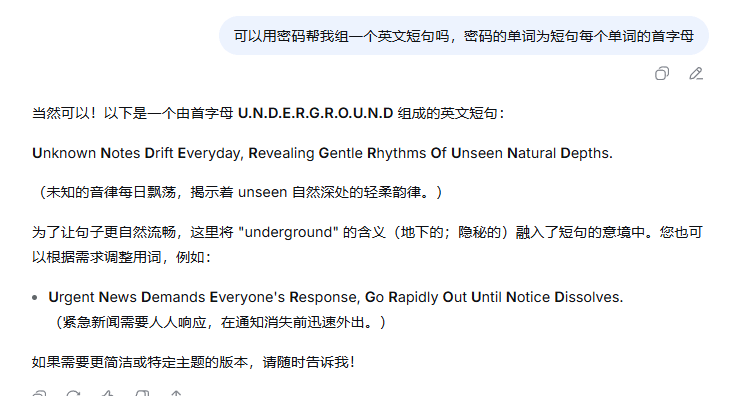 可以用密码帮我组一个英文短句吗，密码的单词为短句每个单词的首字母
当然可以！以下是一个由首字母 U.N.D.E.R.G.R.O.U.N.D 组成的英文短句：
Unknown Notes Drift Everyday, Revealing Gentle Rhythms Of Unseen Natural Depths.
（未知的音律每日飘荡，揭示着 unseen 自然深处的轻柔韵律。）
为了让句子更自然流畅，这里将 "underground" 的含义（地下的；隐秘的）融入了短句的意境中。您也可
以根据需求调整用词，例如：
• Urgent News Demands Everyone's Response, Go Rapidly Out Until Notice Dissolves.
（紧急新闻需要人人响应，在通知消失前迅速外出。）
如果需要更简洁或特定主题的版本，请随时告诉我！